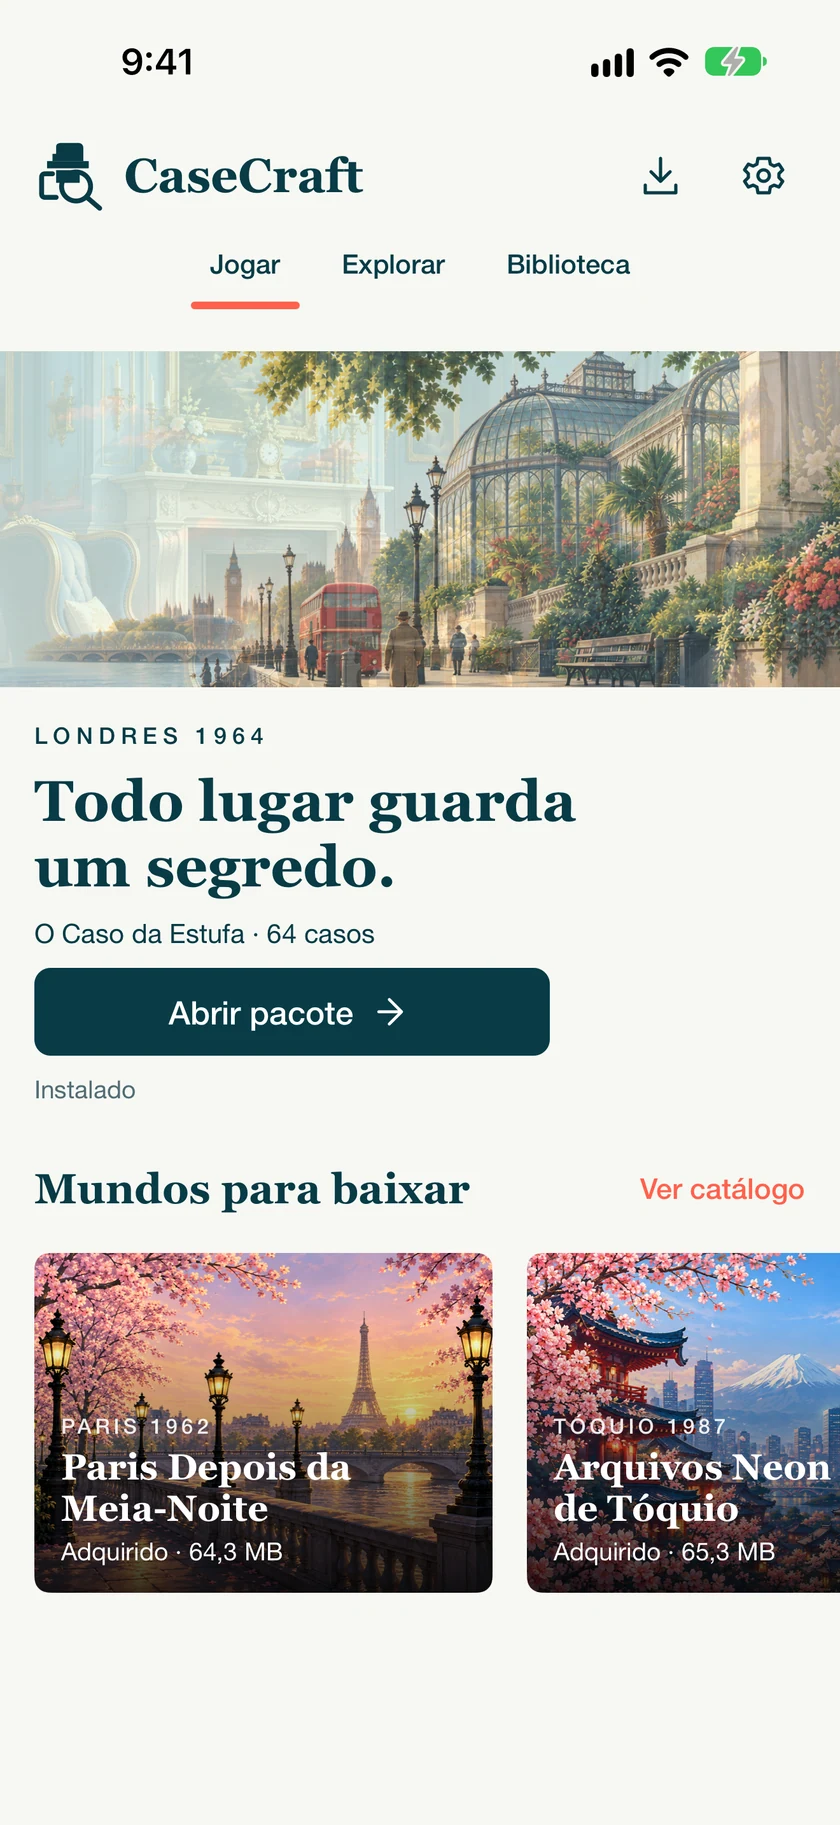 9:41
CaseCraft
Jogar Explorar Biblioteca
LONDRES 1964
Todo lugar guarda
um segredo.
O Caso da Estufa · 64 casos
Abrir pacote →
Instalado
Mundos para baixar
Ver catálogo
PARIS 1962
Paris Depois da
Meia-Noite
Adquirido · 64,3 MB
TÓQUIO 1987
Arquivos Neon
de Tóquio
Adquirido · 65,3 MB